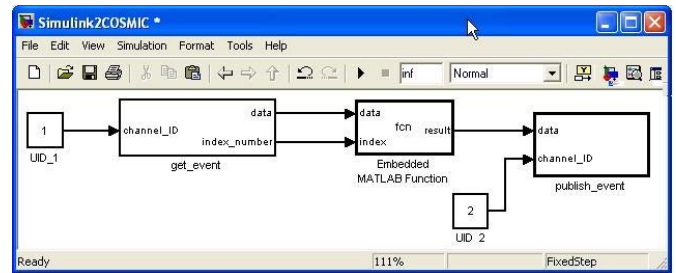 Simulink2COSMIC *
File Edit View Simulation Format Tools Help
inf Normal
data data
1 channel_ID fcn result data
index_number index
UID_1 get_event Embedded channel_ID
MATLAB Function publish_event
2
UID_2
Ready 111% FixedStep